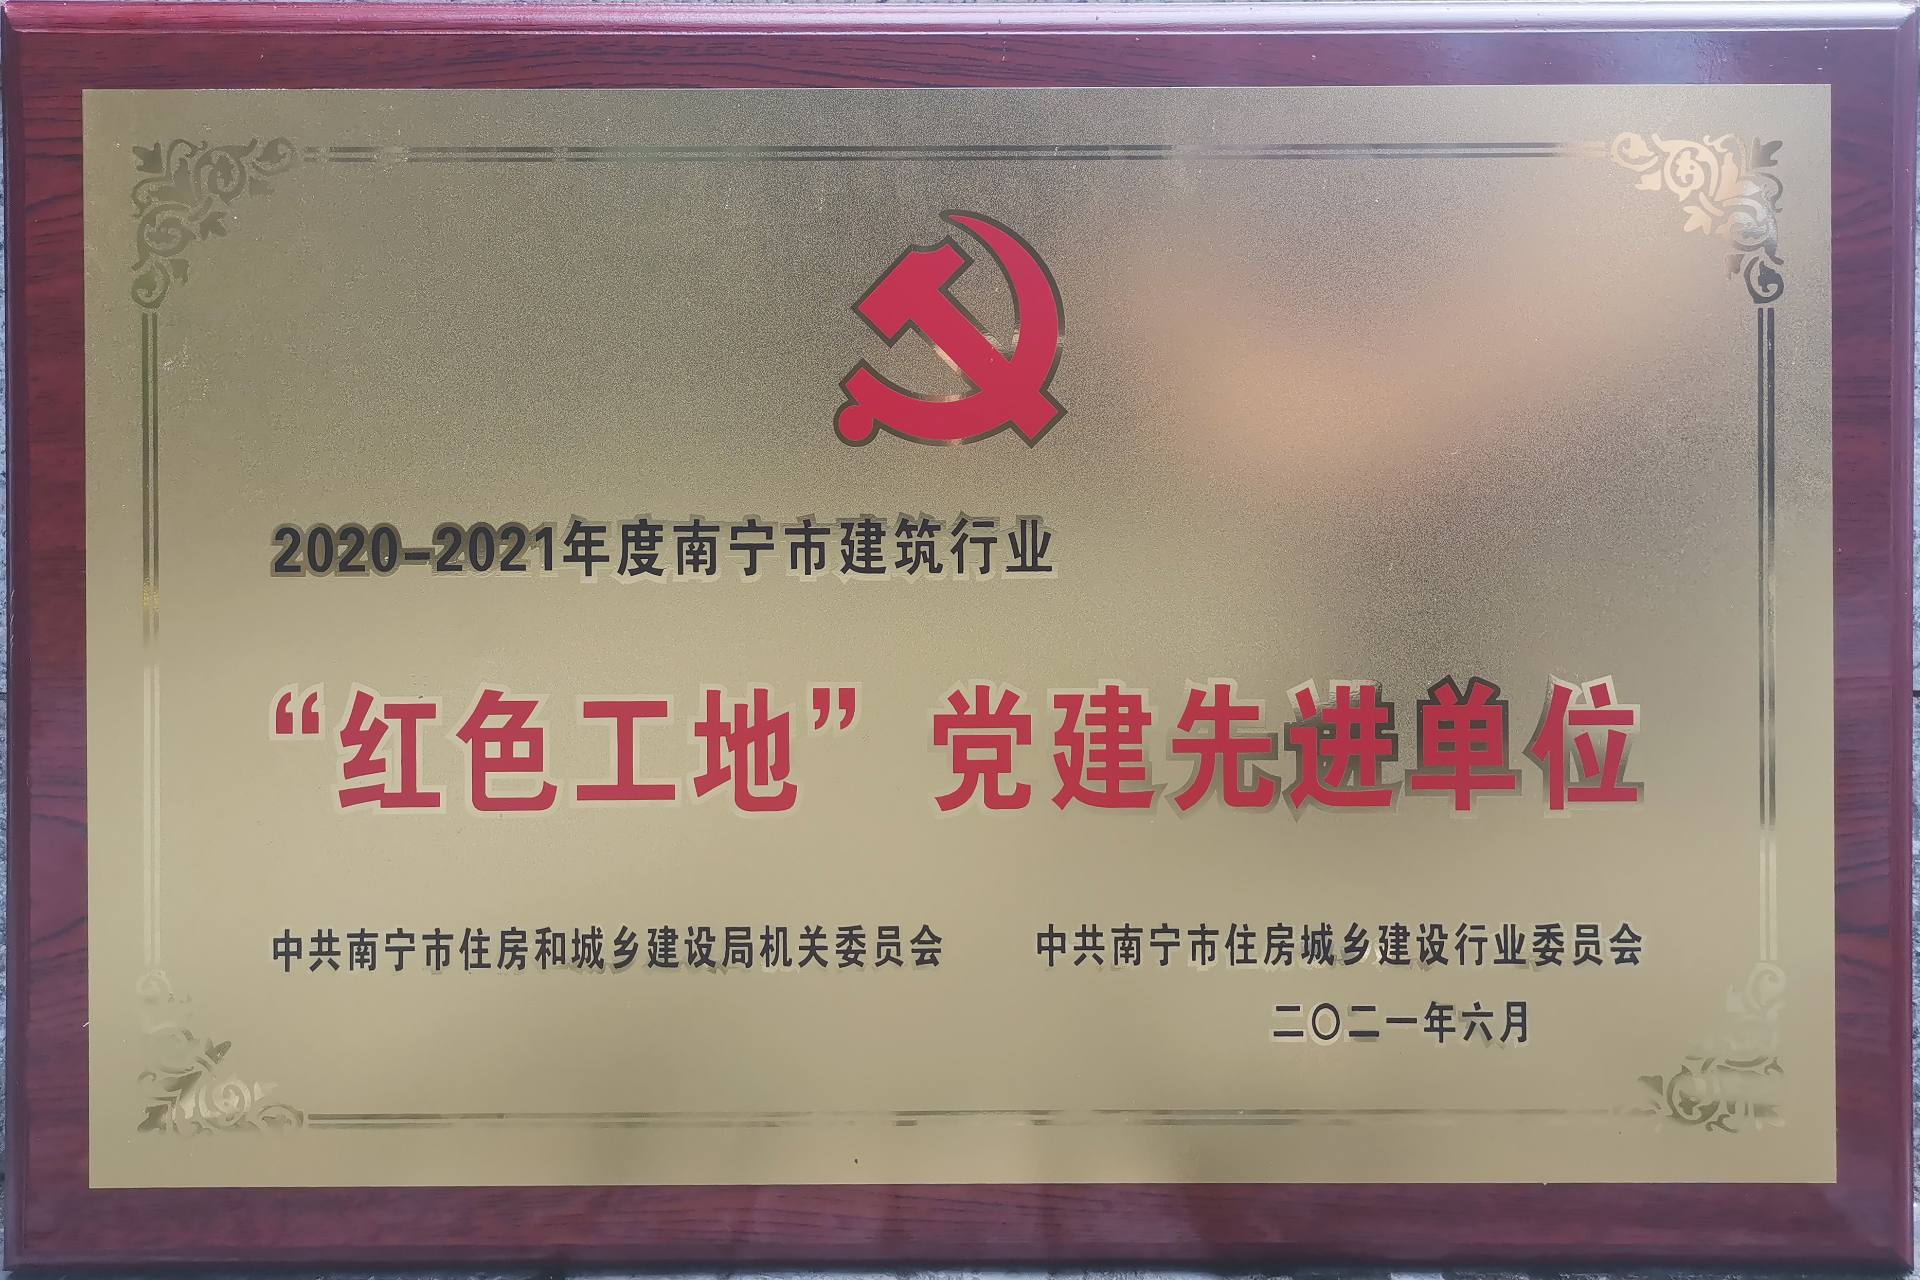 2020-2021年度南宁市建筑行业
“红色工地”党建先进单位
中共南宁市住房和城乡建设局机关委员会 中共南宁市住房城乡建设行业委员会
二〇二一年六月